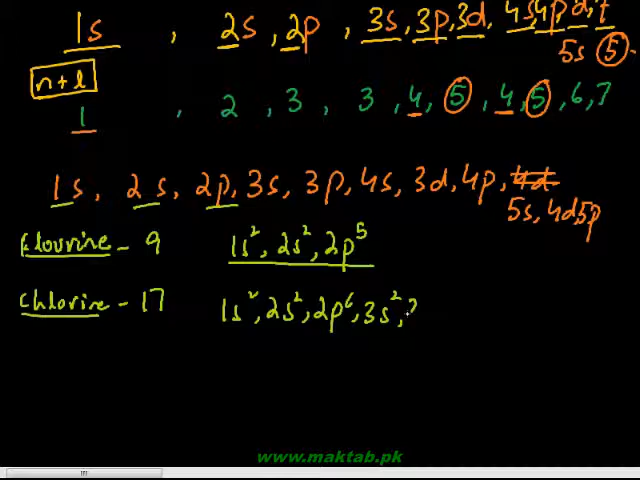 1s , 2s, 2p, 3s, 3p, 3d, 4s, 4p, d, f
5s 5
n+l
1 , 2 , 3 , 3 , 4, 5, 4, 5, 6, 7
1s, 2s, 2p, 3s, 3p, 4s, 3d, 4p, 4d
5s, 4d, 5p
flourine - 9 1s², 2s², 2p⁵
Chlorine - 17 1s², 2s², 2p⁶, 3s²,
www.maktab.pk